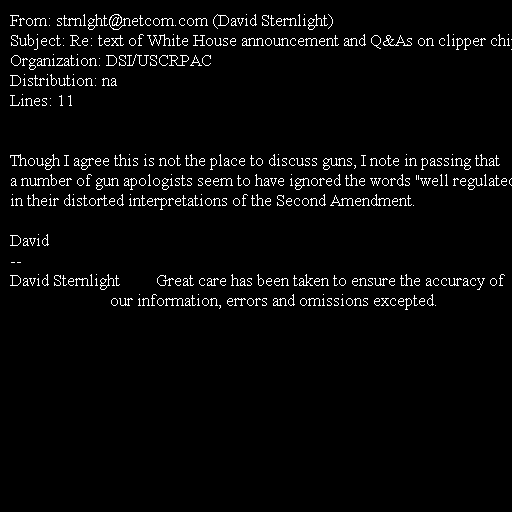 From: strnlght@netcom.com (David Sternlight)
Subject: Re: text of White House announcement and Q&As on clipper chi
Organization: DSI/USCRPAC
Distribution: na
Lines: 11
Though I agree this is not the place to discuss guns, I note in passing that
a number of gun apologists seem to have ignored the words "well regulated
in their distorted interpretations of the Second Amendment.
David
--
David Sternlight Great care has been taken to ensure the accuracy of
our information, errors and omissions excepted.